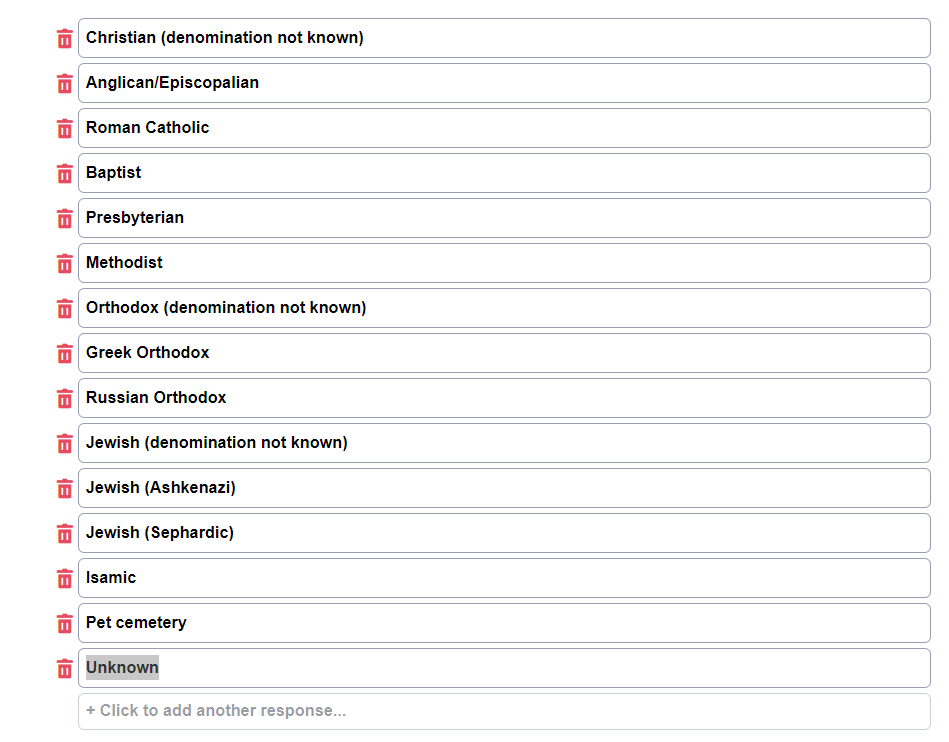 Christian (denomination not known)
Anglican/Episcopalian
Roman Catholic
Baptist
Presbyterian
Methodist
Orthodox (denomination not known)
Greek Orthodox
Russian Orthodox
Jewish (denomination not known)
Jewish (Ashkenazi)
Jewish (Sephardic)
Isamic
Pet cemetery
Unknown
+ Click to add another response...